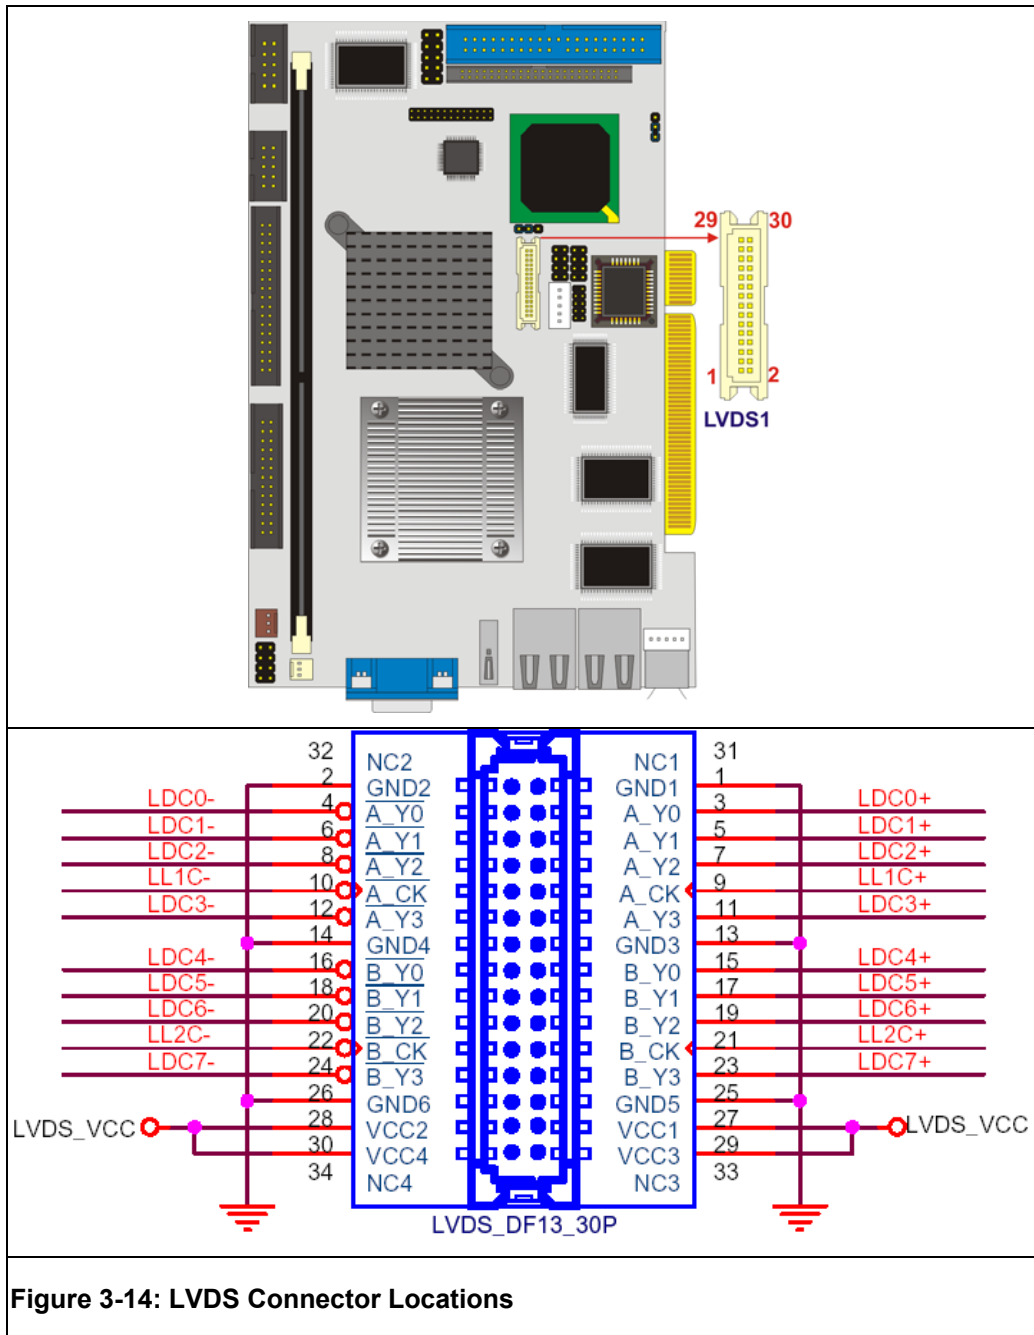 29 30
1 2
LVDS1
32 NC2 NC1 31
2 GND2 GND1 1
LDC0- 4 A_Y0 A_Y0 3 LDC0+
LDC1- 6 A_Y1 A_Y1 5 LDC1+
LDC2- 8 A_Y2 A_Y2 7 LDC2+
LL1C- 10 A_CK A_CK 9 LL1C+
LDC3- 12 A_Y3 A_Y3 11 LDC3+
14 GND4 GND3 13
LDC4- 16 B_Y0 B_Y0 15 LDC4+
LDC5- 18 B_Y1 B_Y1 17 LDC5+
LDC6- 20 B_Y2 B_Y2 19 LDC6+
LL2C- 22 B_CK B_CK 21 LL2C+
LDC7- 24 B_Y3 B_Y3 23 LDC7+
26 GND6 GND5 25
LVDS_VCC 28 VCC2 VCC1 27 LVDS_VCC
30 VCC4 VCC3 29
34 NC4 NC3 33
LVDS_DF13_30P
Figure 3-14: LVDS Connector Locations